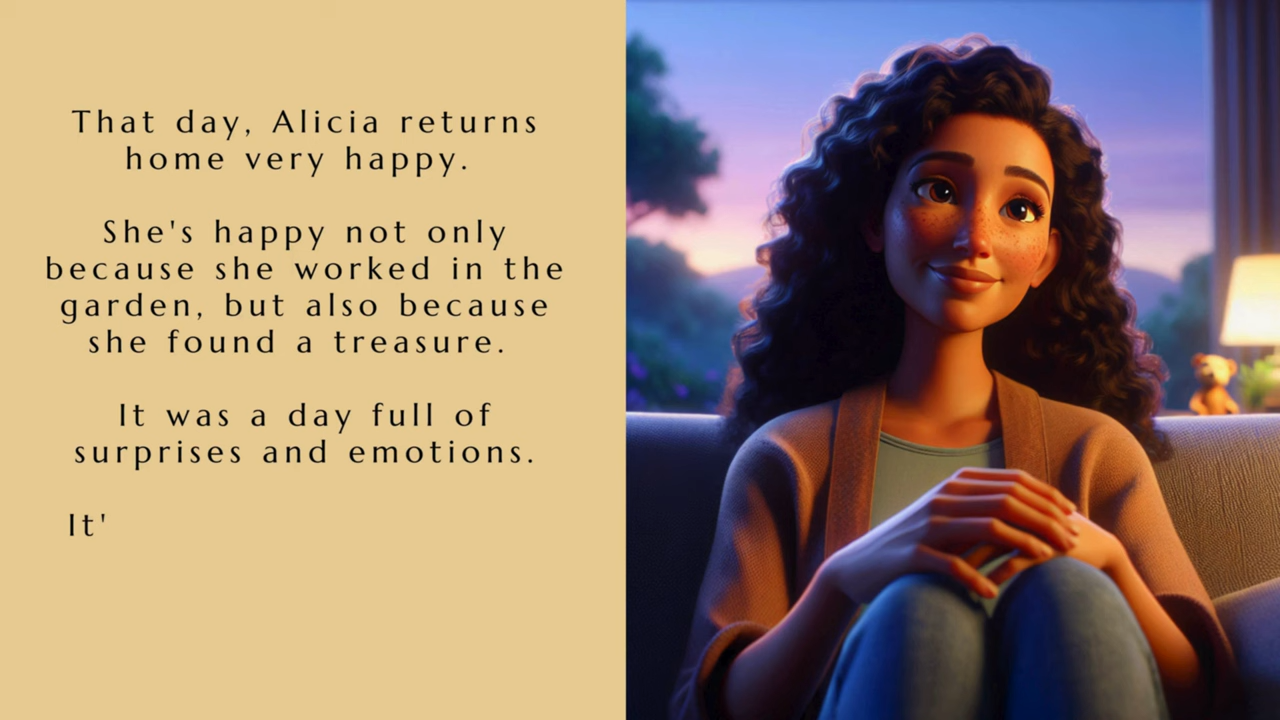 That day, Alicia returns
home very happy.
She's happy not only
because she worked in the
garden, but also because
she found a treasure.
It was a day full of
surprises and emotions.
It'